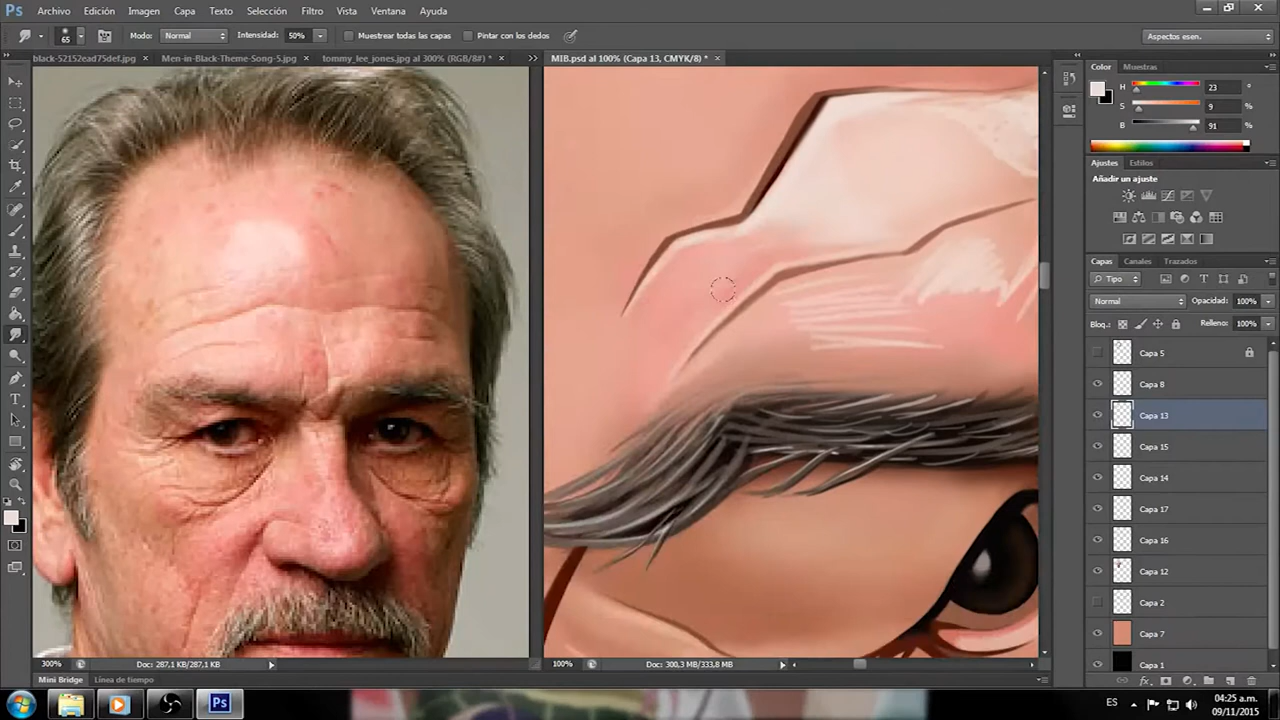 Ps Archivo Edición Imagen Capa Texto Selección Filtro Vista Ventana Ayuda
65 Modo: Normal Intensidad: 50% Muestrear todas las capas Pintar con los dedos Aspectos esen.
black-52152ead75def.jpg × Men-in-Black-Theme-Song-5.jpg × tommy_lee_jones.jpg al 300% (RGB/8#) * × MIB.psd al 100% (Capa 13, CMYK/8) * ×
Color Muestras
H 23 °
S 9 %
B 91 %
Ajustes Estilos
Añadir un ajuste
Capas Canales Trazados
Tipo
Normal Opacidad: 100%
Bloq.: Relleno: 100%
Capa 5
Capa 8
Capa 13
Capa 15
Capa 14
Capa 17
Capa 16
Capa 12
Capa 2
Capa 7
Capa 1
300% Doc: 287,1 KB/287,1 KB 100% Doc: 300,3 MB/333,8 MB
Mini Bridge Línea de tiempo
Ps ES 04:25 a.m.
09/11/2015